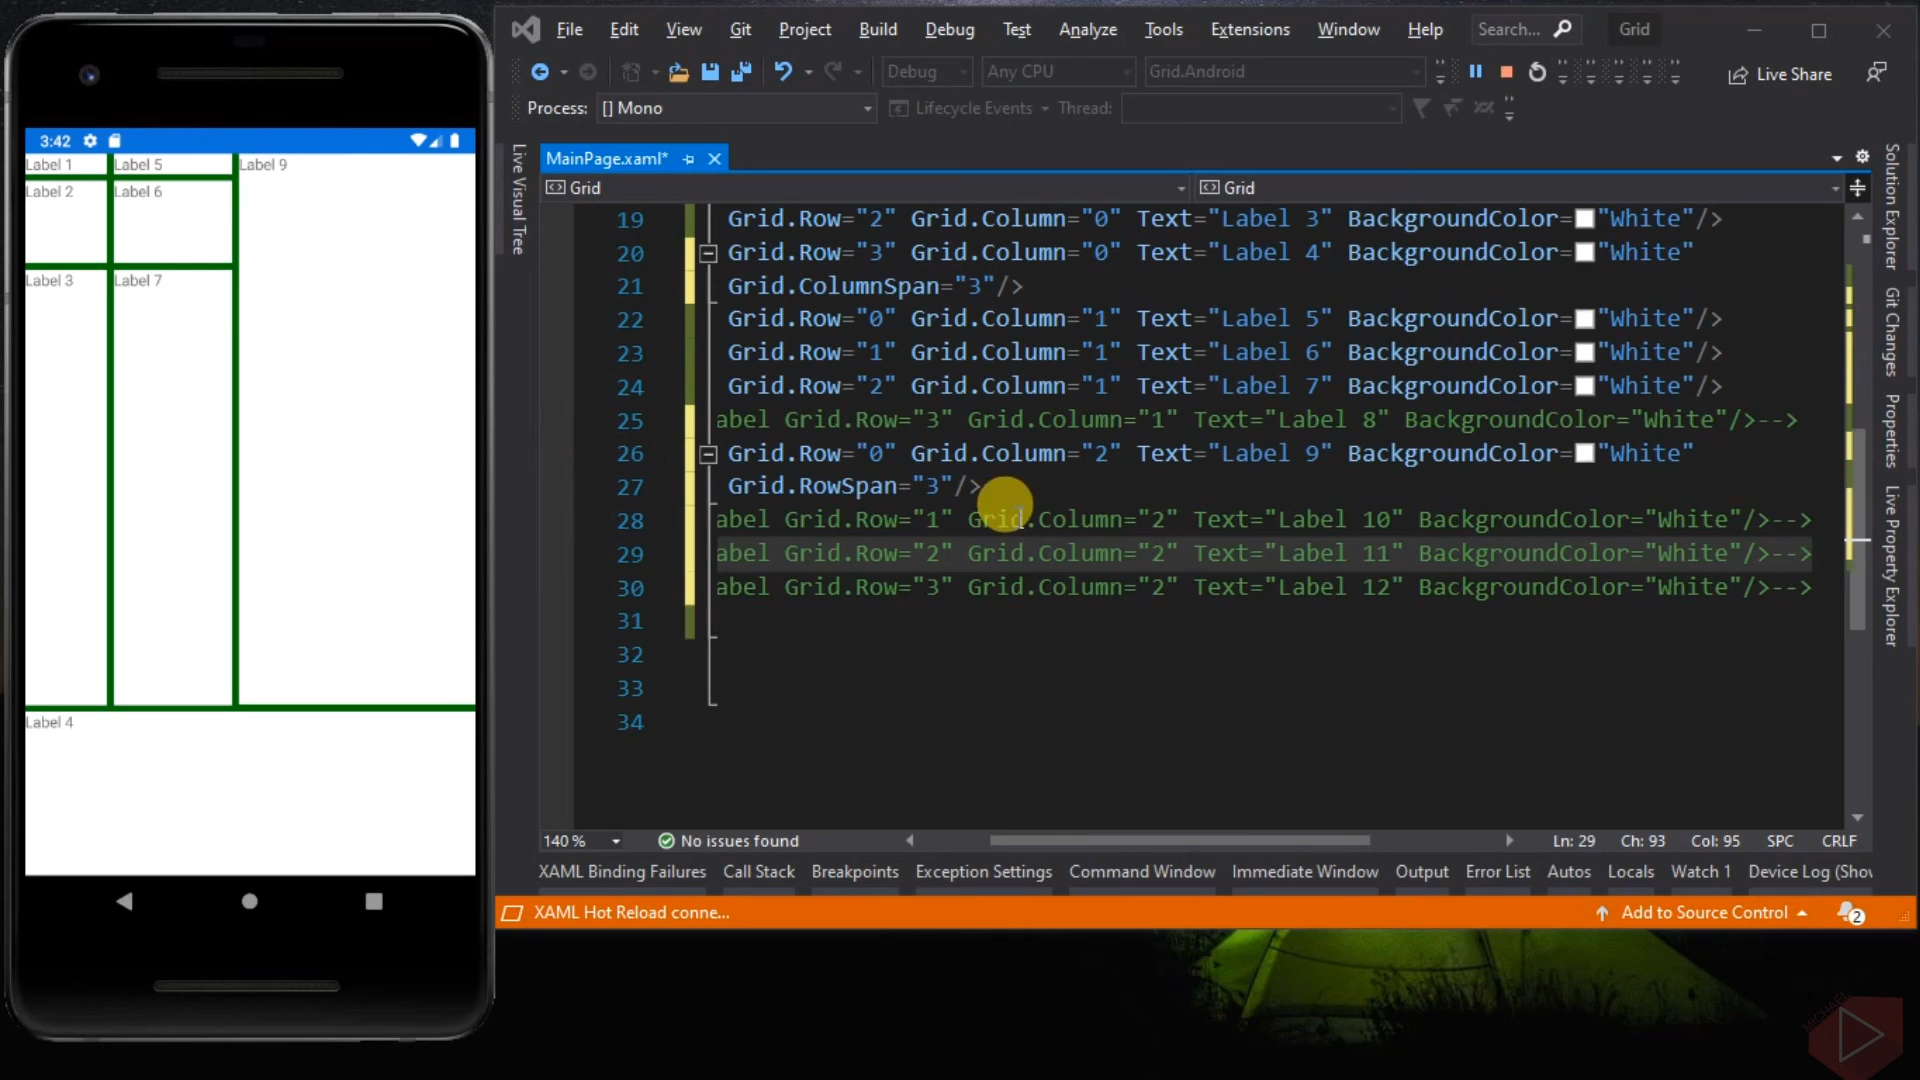 File Edit View Git Project Build Debug Test Analyze Tools Extensions Window Help Search... Grid
Debug Any CPU Grid.Android Live Share
Process: [] Mono Lifecycle Events Thread:
3:42
Label 1 Label 5 Label 9
Label 2 Label 6
Label 3 Label 7
Label 4
Live Visual Tree
MainPage.xaml*
Grid Grid
19 Grid.Row="2" Grid.Column="0" Text="Label 3" BackgroundColor="White"/>
20 Grid.Row="3" Grid.Column="0" Text="Label 4" BackgroundColor="White"
21 Grid.ColumnSpan="3"/>
22 Grid.Row="0" Grid.Column="1" Text="Label 5" BackgroundColor="White"/>
23 Grid.Row="1" Grid.Column="1" Text="Label 6" BackgroundColor="White"/>
24 Grid.Row="2" Grid.Column="1" Text="Label 7" BackgroundColor="White"/>
25 abel Grid.Row="3" Grid.Column="1" Text="Label 8" BackgroundColor="White"/>-->
26 Grid.Row="0" Grid.Column="2" Text="Label 9" BackgroundColor="White"
27 Grid.RowSpan="3"/>
28 abel Grid.Row="1" Grid.Column="2" Text="Label 10" BackgroundColor="White"/>-->
29 abel Grid.Row="2" Grid.Column="2" Text="Label 11" BackgroundColor="White"/>-->
30 abel Grid.Row="3" Grid.Column="2" Text="Label 12" BackgroundColor="White"/>-->
31
32
33
34
Solution Explorer
Git Changes
Properties
Live Property Explorer
140 % No issues found Ln: 29 Ch: 93 Col: 95 SPC CRLF
XAML Binding Failures Call Stack Breakpoints Exception Settings Command Window Immediate Window Output Error List Autos Locals Watch 1 Device Log (Show
XAML Hot Reload conne... Add to Source Control 2
MICHAEL